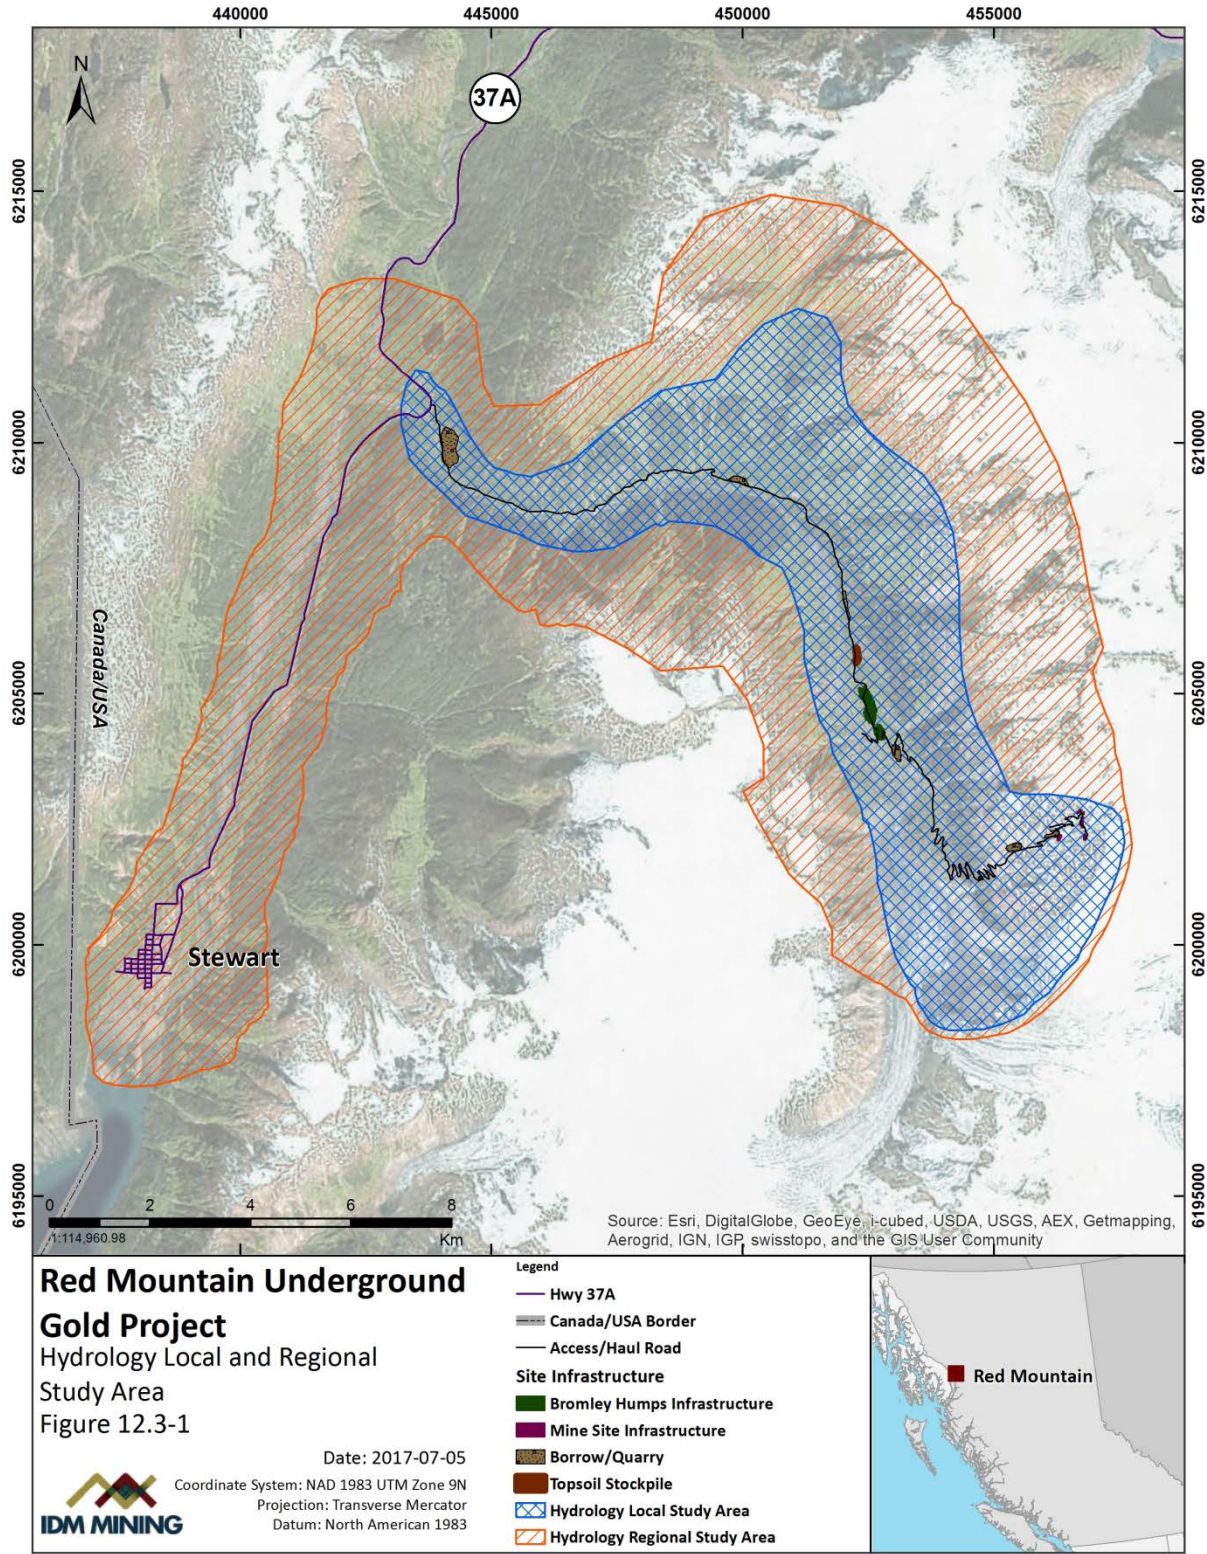 440000 445000 450000 455000
N
37A
6215000 6215000
6210000 6210000
Canada/USA
6205000 6205000
6200000 6200000
Stewart
6195000 6195000
0 2 4 6 8
1:114,960.98 Km
Source: Esri, DigitalGlobe, GeoEye, i-cubed, USDA, USGS, AEX, Getmapping,
Aerogrid, IGN, IGP, swisstopo, and the GIS User Community
Red Mountain Underground
Gold Project
Hydrology Local and Regional
Study Area
Figure 12.3-1
Date: 2017-07-05
Coordinate System: NAD 1983 UTM Zone 9N
Projection: Transverse Mercator
Datum: North American 1983
IDM MINING
Legend
Hwy 37A
Canada/USA Border
Access/Haul Road
Site Infrastructure
Bromley Humps Infrastructure
Mine Site Infrastructure
Borrow/Quarry
Topsoil Stockpile
Hydrology Local Study Area
Hydrology Regional Study Area
Red Mountain